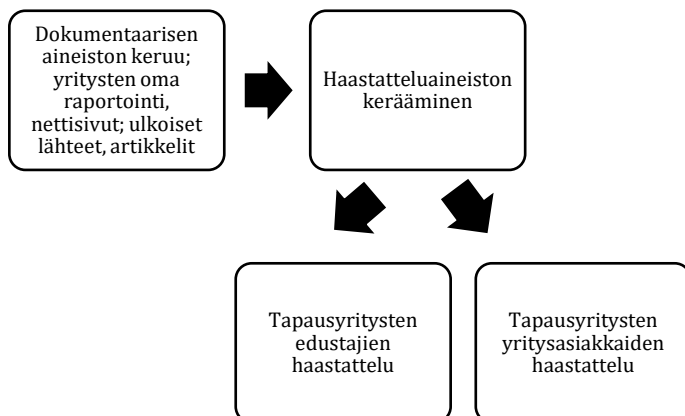 Dokumentaarisen
aineiston keruu;
yritysten oma
raportointi,
nettisivut; ulkoiset
lähteet, artikkelit
Haastatteluaineiston
kerääminen
Tapausyritysten
edustajien
haastattelu
Tapausyritysten
yritysasiakkaiden
haastattelu